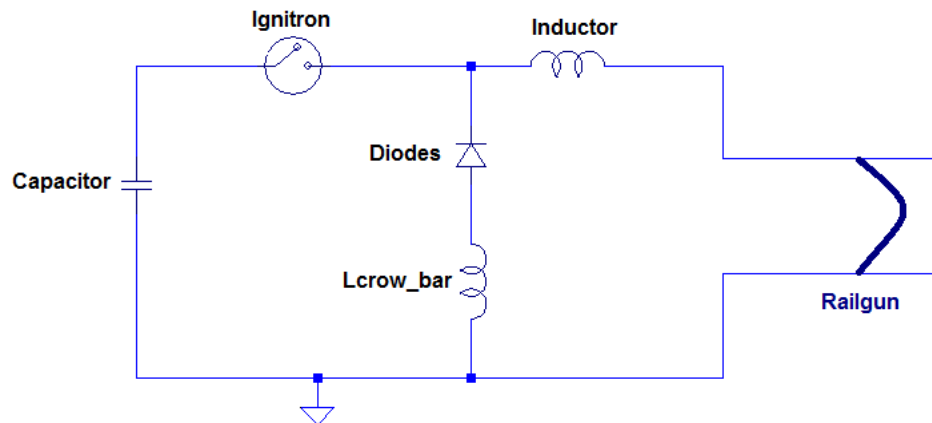 Ignitron
Inductor
Diodes
Capacitor
Lcrow_bar
Railgun